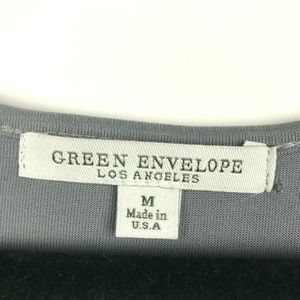 GREEN ENVELOPE
LOS ANGELES
M
Made in
U.S.A